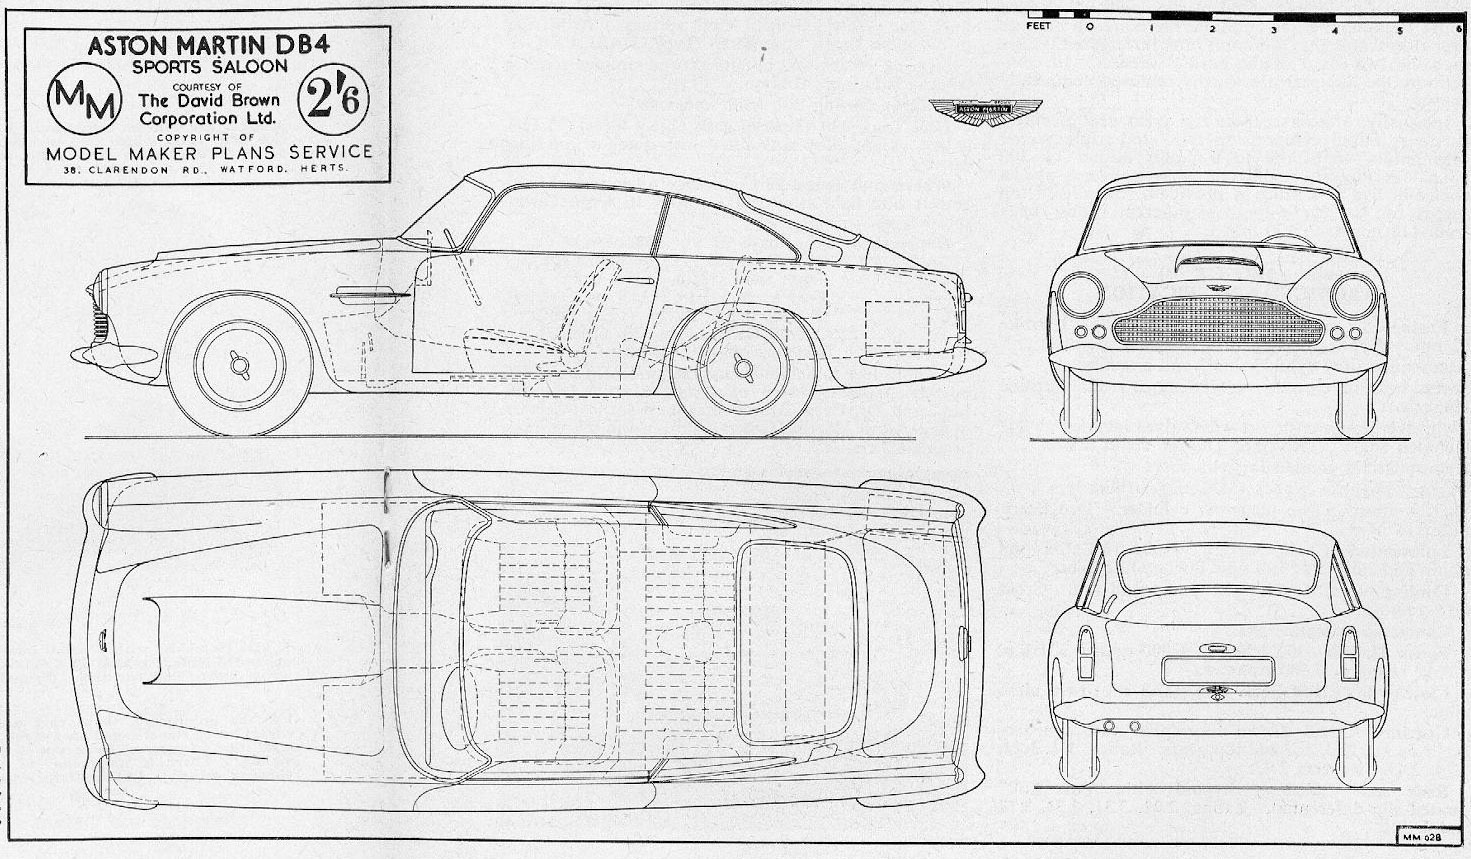 ASTON MARTIN DB4
SPORTS SALOON
MM
COURTESY OF
The David Brown
Corporation Ltd.
2'6
COPYRIGHT OF
MODEL MAKER PLANS SERVICE
38, CLARENDON RD., WATFORD, HERTS.
FEET 0 1 2 3 4 5 6
ASTON MARTIN
MM 62B